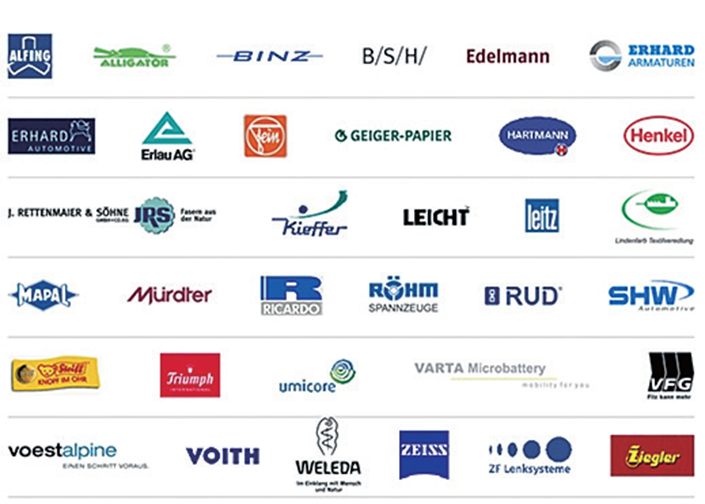 ALFING
ALLIGATOR
BINZ
B/S/H/
Edelmann
ERHARD
ARMATUREN
ERHARD
AUTOMOTIVE
Erlau AG
Fein
GEIGER-PAPIER
HARTMANN
Henkel
J. RETTENMAIER & SÖHNE
GMBH+CO.KG
JRS
Fasern aus
der Natur
Kieffer
LEICHT
leitz
Lindenfarb Textilveredlung
MAPAL
Mürdter
R
RICARDO
RÖHM
SPANNZEUGE
RUD
SHW
Automotive
Steiff
KNOPF IM OHR
Triumph
INTERNATIONAL
umicore
VARTA Microbattery
mobility for you
VFG
Filz kann mehr
voestalpine
EINEN SCHRITT VORAUS.
VOITH
WELEDA
Im Einklang mit Mensch
und Natur
ZEISS
ZF Lenksysteme
Ziegler